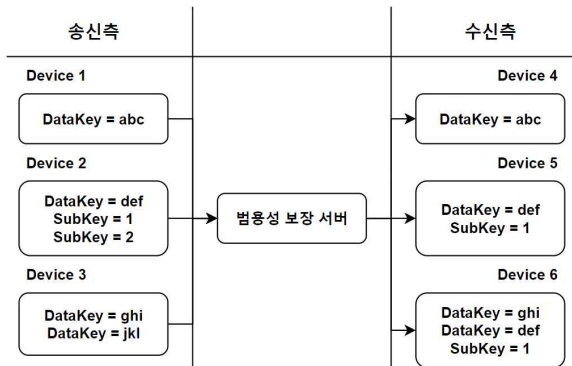 송신측
수신측
Device 1
DataKey = abc
Device 2
DataKey = def
SubKey = 1
SubKey = 2
Device 3
DataKey = ghi
DataKey = jkl
범용성 보장 서버
Device 4
DataKey = abc
Device 5
DataKey = def
SubKey = 1
Device 6
DataKey = ghi
DataKey = def
SubKey = 1